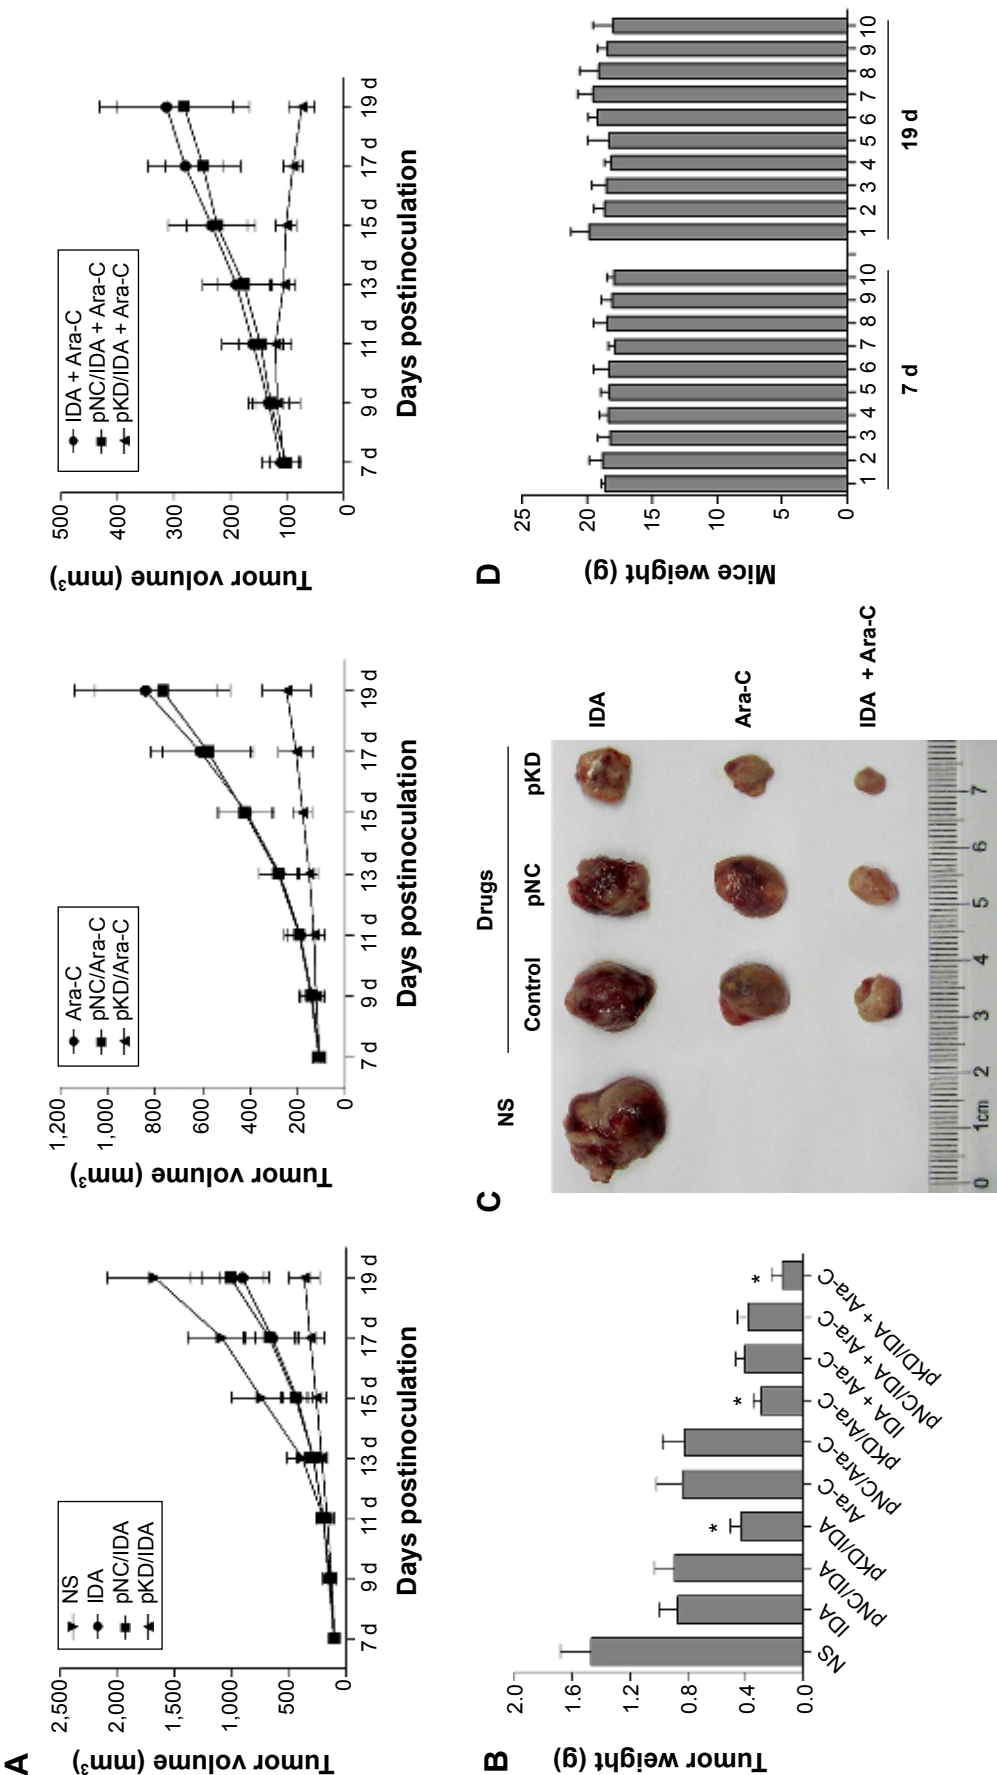 A
Tumor volume (mm³)
2,500
2,000
1,500
1,000
500
0
NS
IDA
pNC/IDA
pKD/IDA
7 d 9 d 11 d 13 d 15 d 17 d 19 d
Days postinoculation
Tumor volume (mm³)
1,200
1,000
800
600
400
200
0
Ara-C
pNC/Ara-C
pKD/Ara-C
7 d 9 d 11 d 13 d 15 d 17 d 19 d
Days postinoculation
Tumor volume (mm³)
500
400
300
200
100
0
IDA + Ara-C
pNC/IDA + Ara-C
pKD/IDA + Ara-C
7 d 9 d 11 d 13 d 15 d 17 d 19 d
Days postinoculation
B
Tumor weight (g)
2.0
1.6
1.2
0.8
0.4
0.0
* * *
NS
IDA
pNC/IDA
pKD/IDA
Ara-C
pNC/Ara-C
pKD/Ara-C
IDA + Ara-C
pNC/IDA + Ara-C
pKD/IDA + Ara-C
C
NS
Drugs
Control pNC pKD
IDA
Ara-C
IDA + Ara-C
0 1cm 2 3 4 5 6 7
D
Mice weight (g)
25
20
15
10
5
0
1 2 3 4 5 6 7 8 9 10 1 2 3 4 5 6 7 8 9 10
7 d 19 d